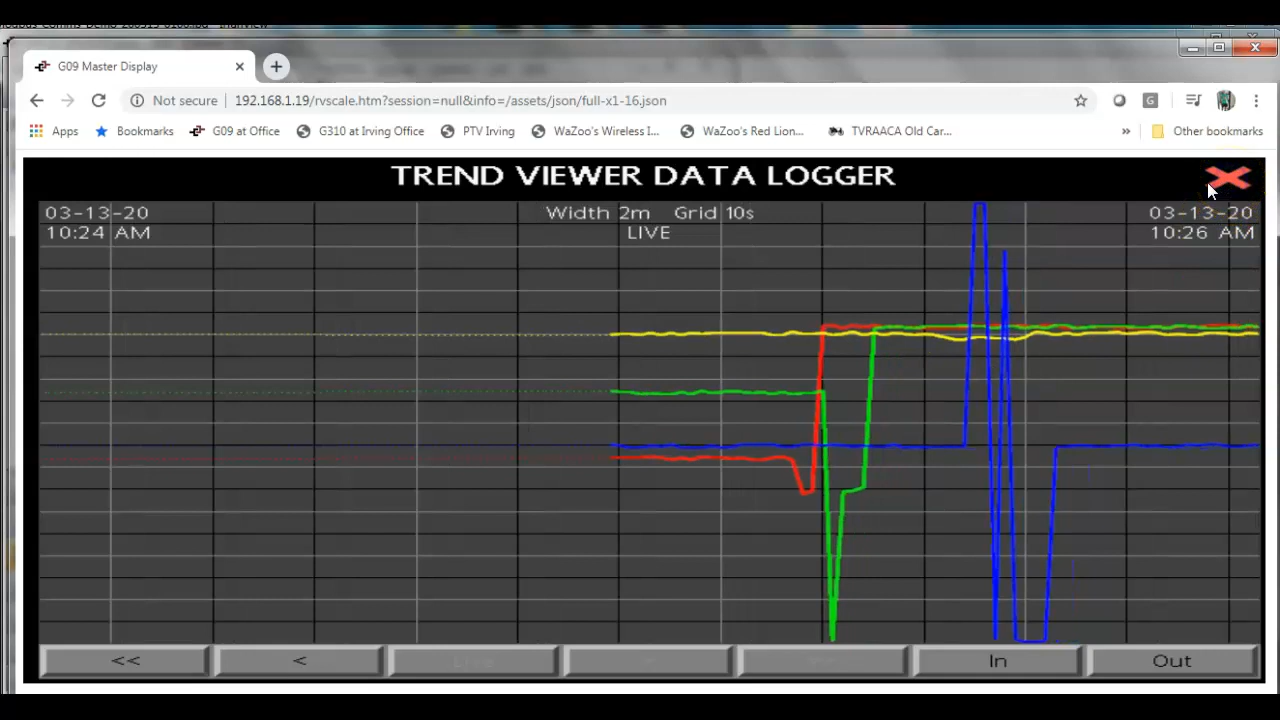 G09 Master Display
Not secure 192.168.1.19/rvscale.htm?session=null&info=/assets/json/full-x1-16.json
G
Apps Bookmarks G09 at Office G310 at Irving Office PTV Irving WaZoo's Wireless I... WaZoo's Red Lion... TVRAACA Old Car... » Other bookmarks
TREND VIEWER DATA LOGGER
03-13-20 Width 2m Grid 10s 03-13-20
10:24 AM LIVE 10:26 AM
<< < Live In Out